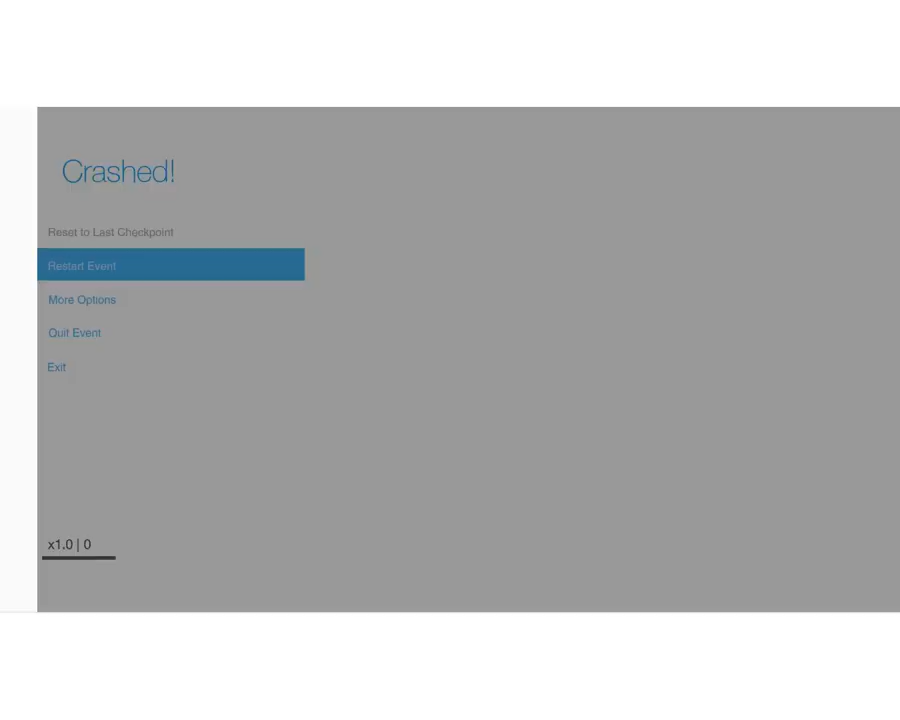 Crashed!
Reset to Last Checkpoint
Restart Event
More Options
Quit Event
Exit
x1.0 | 0